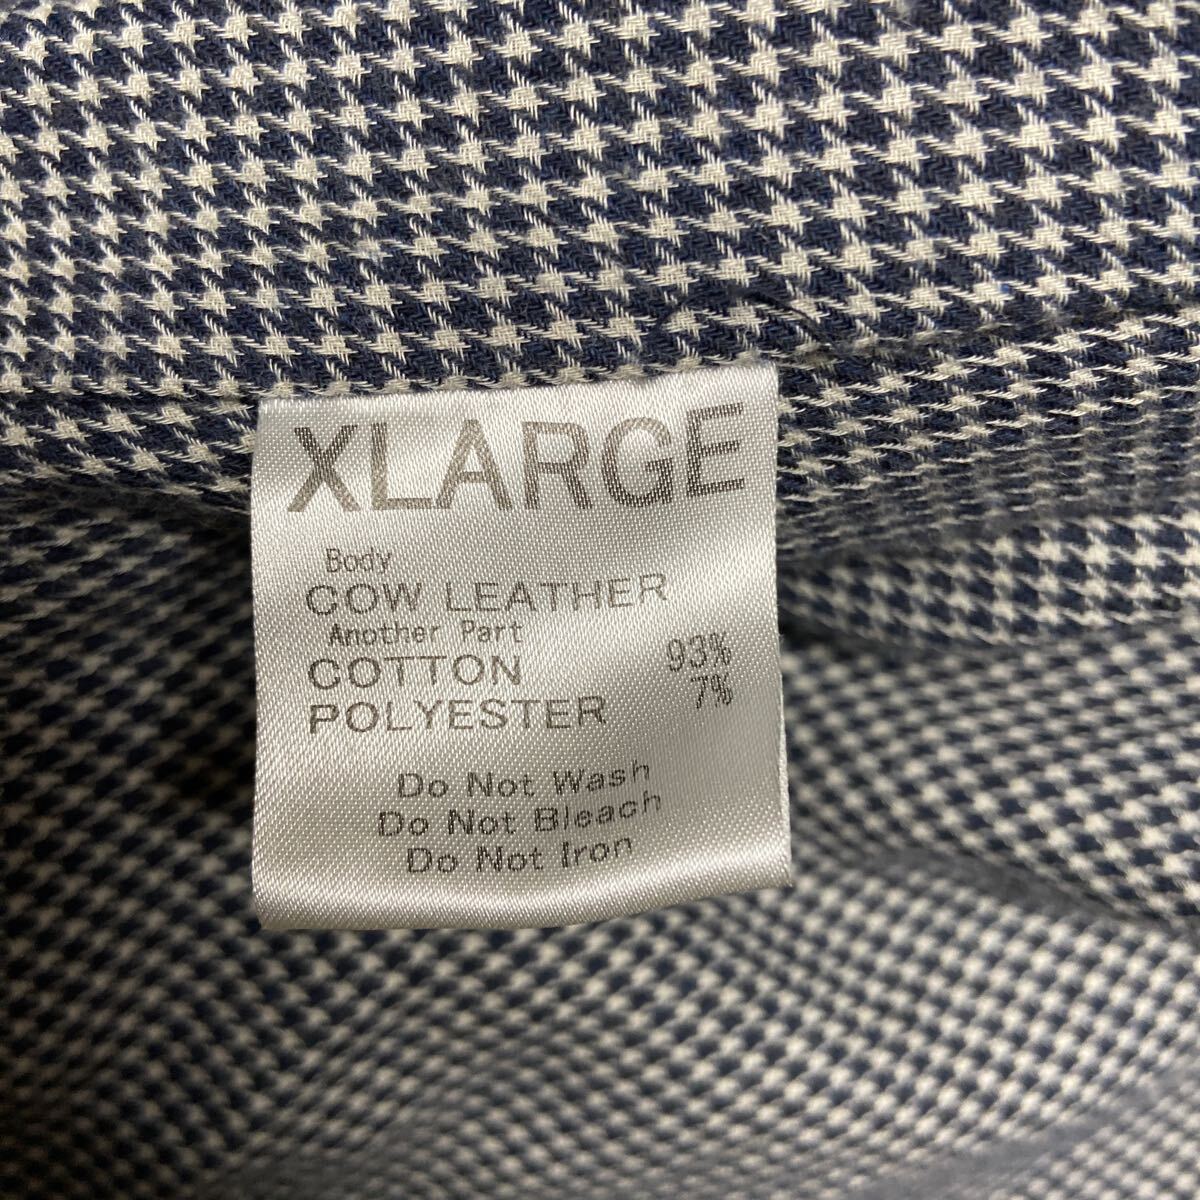 XLARGE
Body
COW LEATHER
Another Part
COTTON 93%
POLYESTER 7%
Do Not Wash
Do Not Bleach
Do Not Iron